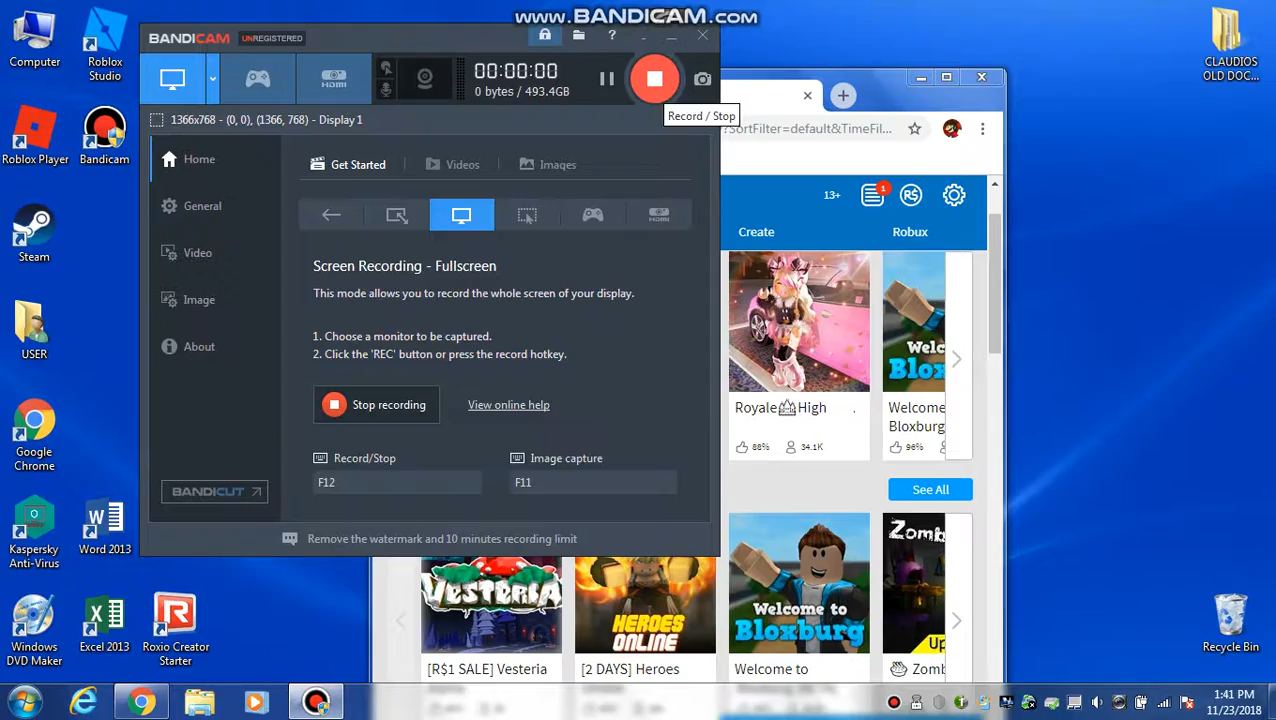 www.BANDICAM.com
BANDICAM UNREGISTERED
?
HDMI
00:00:00
0 bytes / 493.4GB
Record / Stop
1366x768 - (0, 0), (1366, 768) - Display 1
Home
General
Video
Image
About
BANDICUT
Get Started
Videos
Images
HDMI
Screen Recording - Fullscreen
This mode allows you to record the whole screen of your display.
1. Choose a monitor to be captured.
2. Click the 'REC' button or press the record hotkey.
Stop recording
View online help
Record/Stop
F12
Image capture
F11
Remove the watermark and 10 minutes recording limit
?SortFilter=default&TimeFil...
13+
1
R$
Create
Robux
Royale High
88%
34.1K
Welc
Blox
Welcome
Bloxburg
96%
See All
VESTERIA
[R$1 SALE] Vesteria
HEROES
ONLINE
[2 DAYS] Heroes
Welcome to
Bloxburg
Welcome to
Zom
Up
Zomb
Computer
Roblox
Studio
Roblox Player
Bandicam
Steam
USER
Google
Chrome
Kaspersky
Anti-Virus
Word 2013
Windows
DVD Maker
Excel 2013
Roxio Creator
Starter
CLAUDIOS
OLD DOC...
Recycle Bin
1:41 PM
11/23/2018